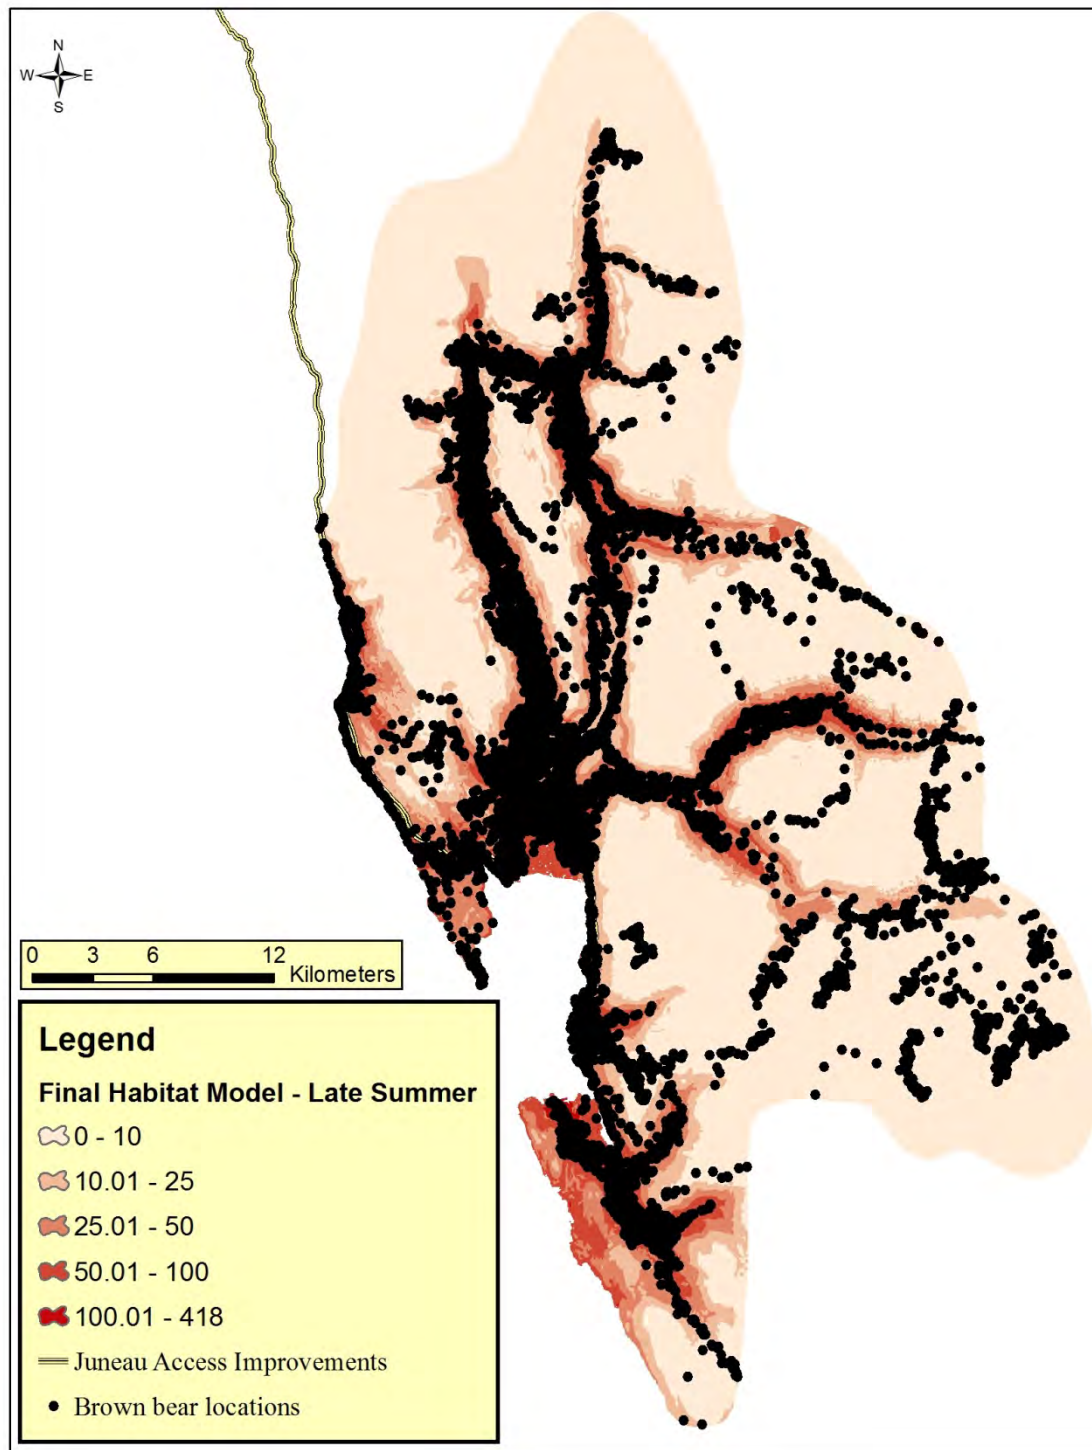 N
W E
S
0 3 6 12
Kilometers
Legend
Final Habitat Model - Late Summer
0 - 10
10.01 - 25
25.01 - 50
50.01 - 100
100.01 - 418
Juneau Access Improvements
Brown bear locations